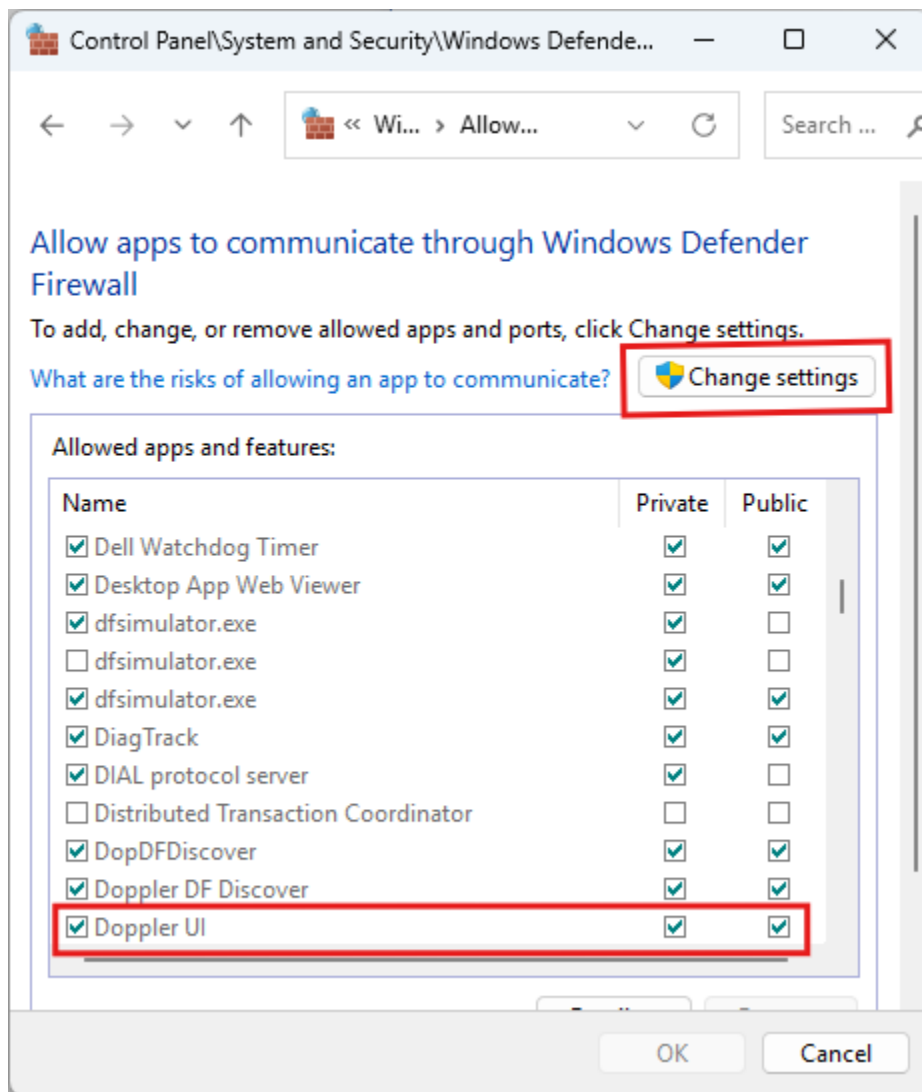 Control Panel\System and Security\Windows Defende...
« Wi... › Allow...
Search ...
Allow apps to communicate through Windows Defender
Firewall
To add, change, or remove allowed apps and ports, click Change settings.
What are the risks of allowing an app to communicate?
Change settings
Allowed apps and features:
Name Private Public
Dell Watchdog Timer
Desktop App Web Viewer
dfsimulator.exe
dfsimulator.exe
dfsimulator.exe
DiagTrack
DIAL protocol server
Distributed Transaction Coordinator
DopDFDiscover
Doppler DF Discover
Doppler UI
OK Cancel